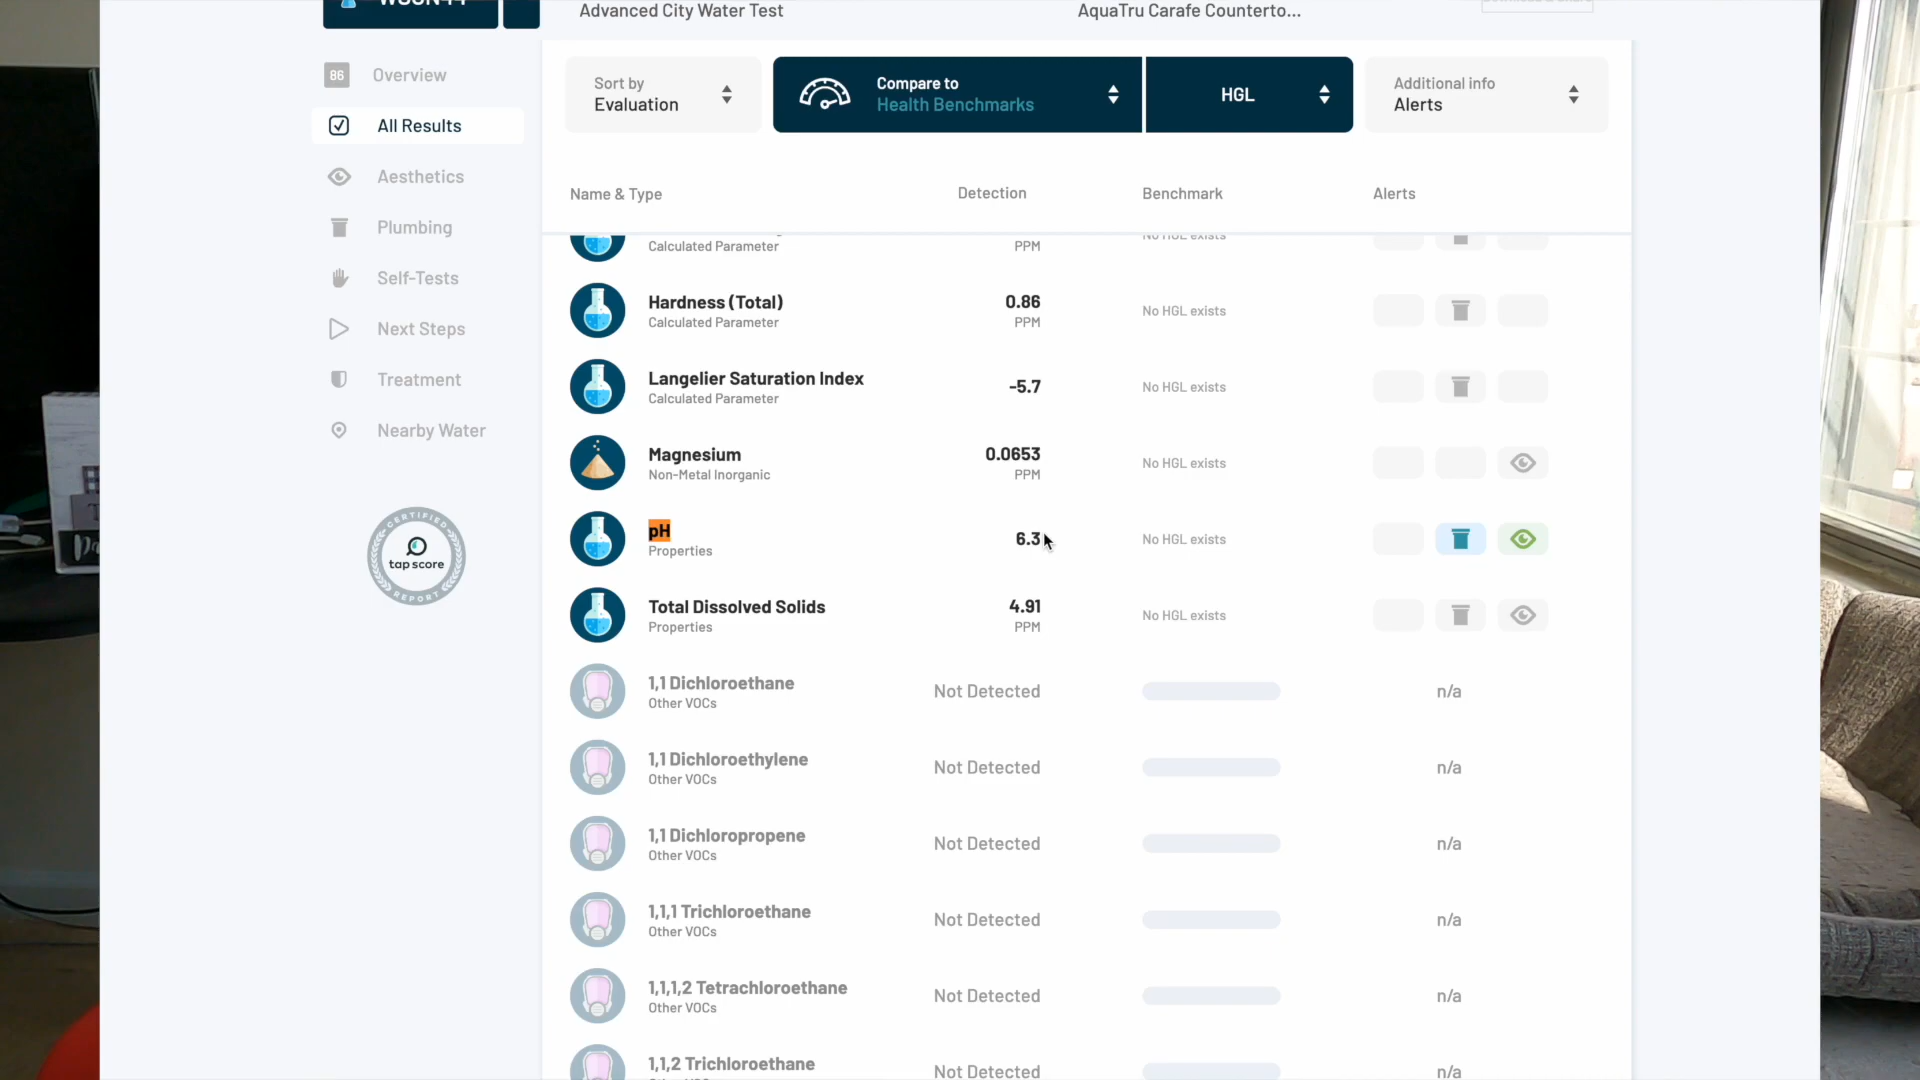 Advanced City Water Test
AquaTru Carafe Counterto...
86
Overview
All Results
Aesthetics
Plumbing
Self-Tests
Next Steps
Treatment
Nearby Water
CERTIFIED
tap score
REPORT
Sort by
Evaluation
Compare to
Health Benchmarks
HGL
Additional info
Alerts
Name & Type
Detection
Benchmark
Alerts
Calculated Parameter
PPM
No HGL exists
Hardness (Total)
Calculated Parameter
0.86
PPM
No HGL exists
Langelier Saturation Index
Calculated Parameter
-5.7
No HGL exists
Magnesium
Non-Metal Inorganic
0.0653
PPM
No HGL exists
pH
Properties
6.3
No HGL exists
Total Dissolved Solids
Properties
4.91
PPM
No HGL exists
1,1 Dichloroethane
Other VOCs
Not Detected
n/a
1,1 Dichloroethylene
Other VOCs
Not Detected
n/a
1,1 Dichloropropene
Other VOCs
Not Detected
n/a
1,1,1 Trichloroethane
Other VOCs
Not Detected
n/a
1,1,1,2 Tetrachloroethane
Other VOCs
Not Detected
n/a
1,1,2 Trichloroethane
Not Detected
n/a